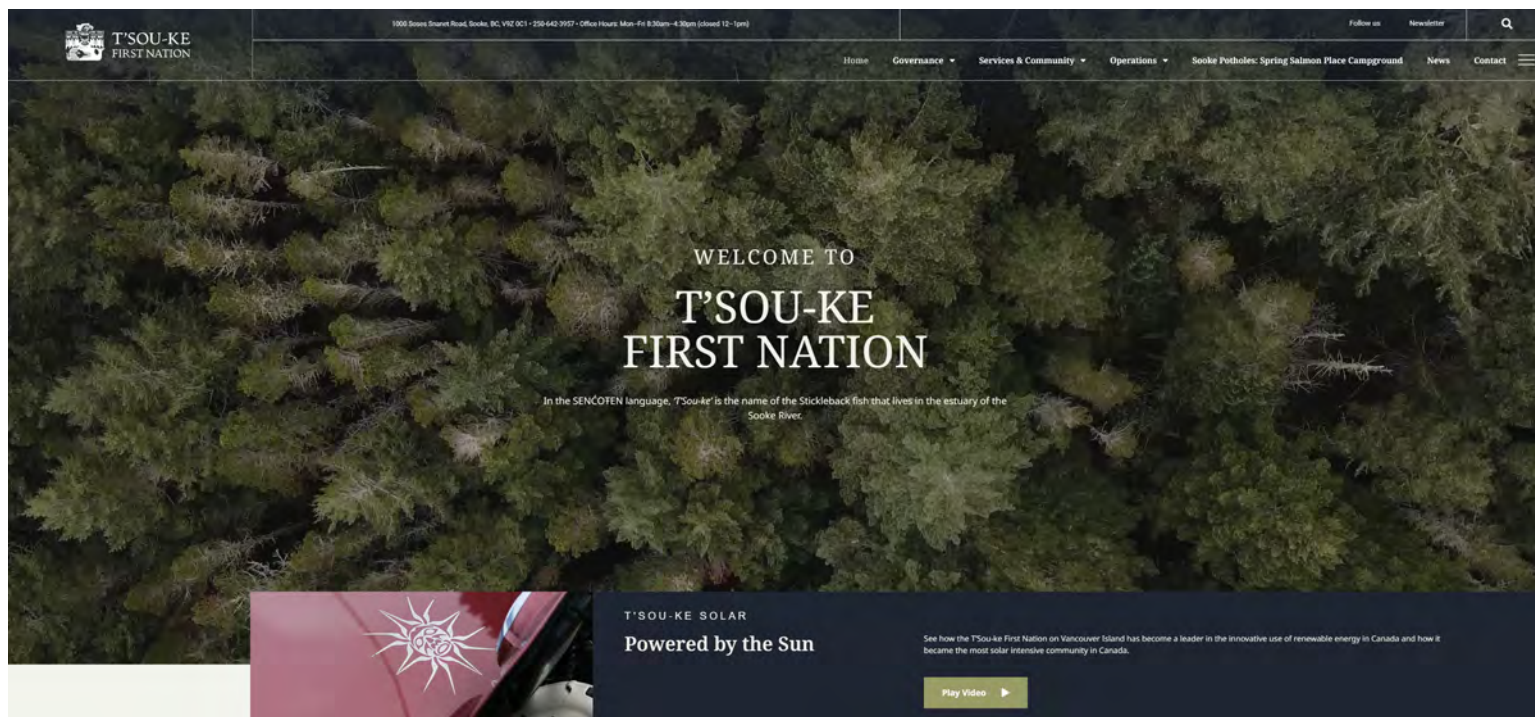 T'SOU-KE
FIRST NATION
1000 Soses Snanet Road, Sooke, BC, V9Z 0C1 • 250-642-3957 • Office Hours: Mon–Fri 8:30am–4:30pm (closed 12–1pm)
Follow us
Newsletter
Home
Governance
Services & Community
Operations
Sooke Potholes: Spring Salmon Place Campground
News
Contact
WELCOME TO
T'SOU-KE
FIRST NATION
In the SENĆOŦEN language, 'T'Sou-ke' is the name of the Stickleback fish that lives in the estuary of the
Sooke River.
T'SOU-KE SOLAR
Powered by the Sun
See how the T'Sou-ke First Nation on Vancouver Island has become a leader in the innovative use of renewable energy in Canada and how it
became the most solar intensive community in Canada.
Play Video